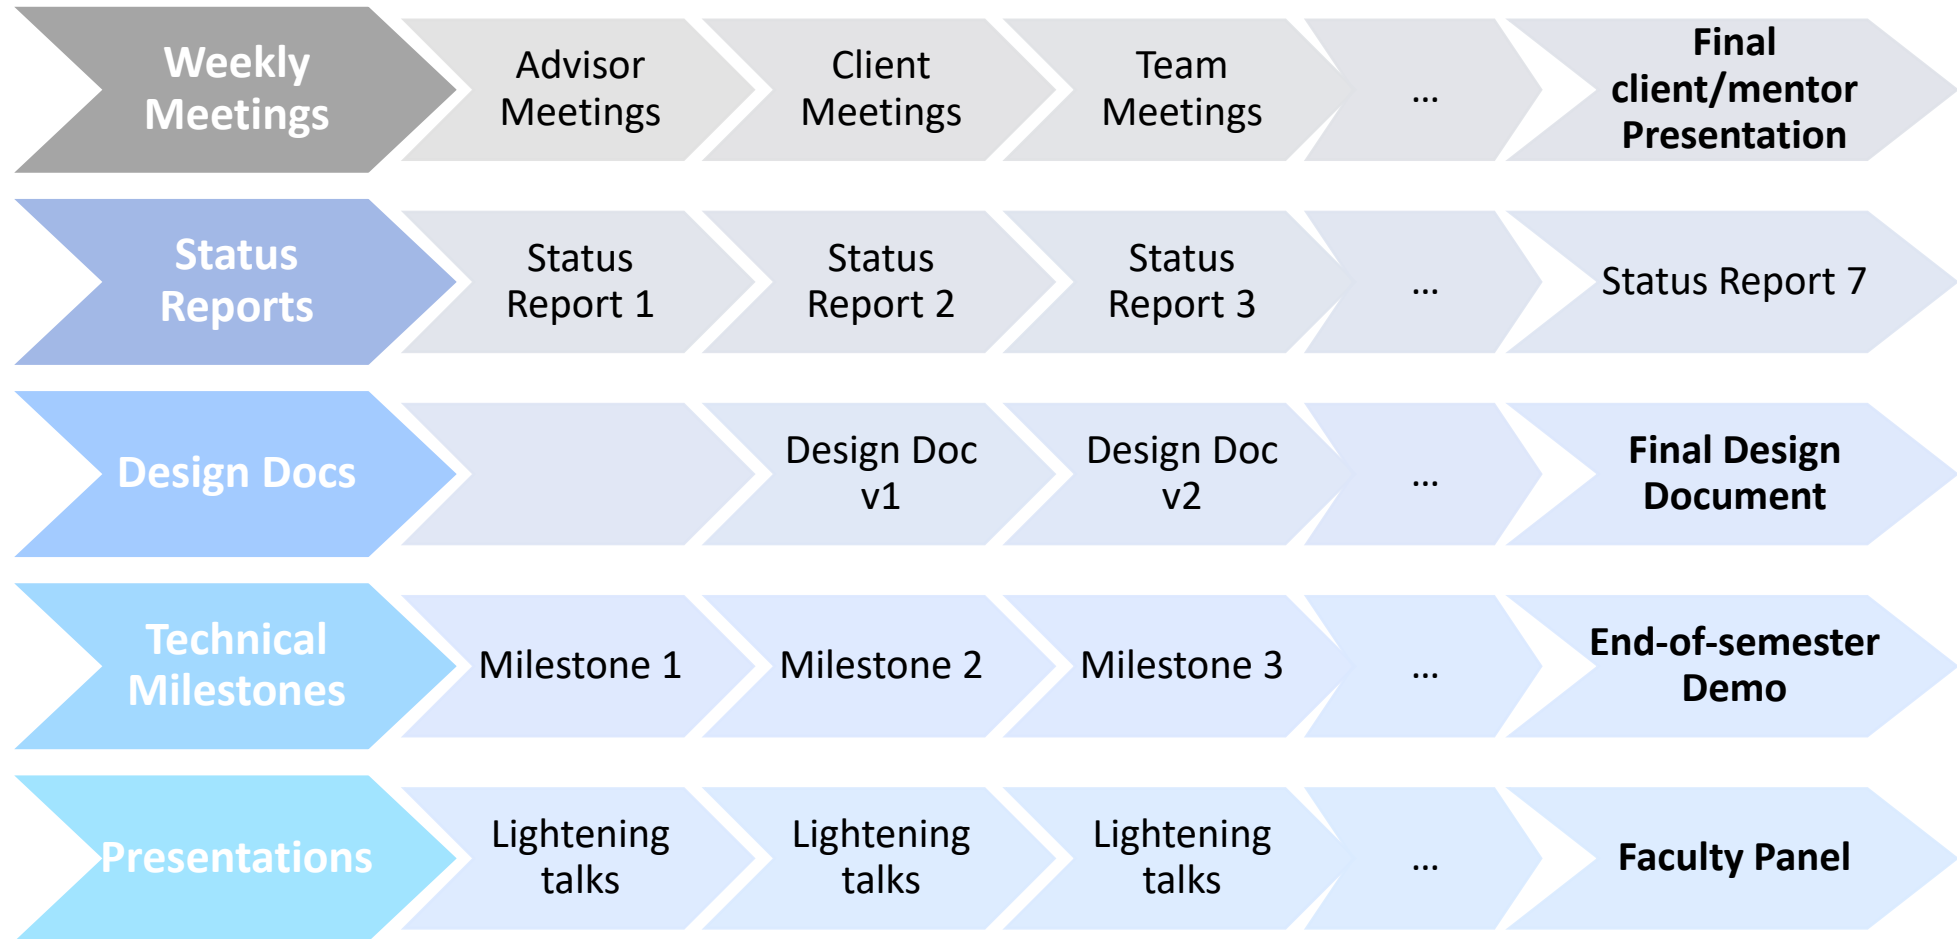 Weekly
Meetings
Advisor
Meetings
Client
Meetings
Team
Meetings
...
Final
client/mentor
Presentation
Status
Reports
Status
Report 1
Status
Report 2
Status
Report 3
...
Status Report 7
Design Docs
Design Doc
v1
Design Doc
v2
...
Final Design
Document
Technical
Milestones
Milestone 1
Milestone 2
Milestone 3
...
End-of-semester
Demo
Presentations
Lightening
talks
Lightening
talks
Lightening
talks
...
Faculty Panel